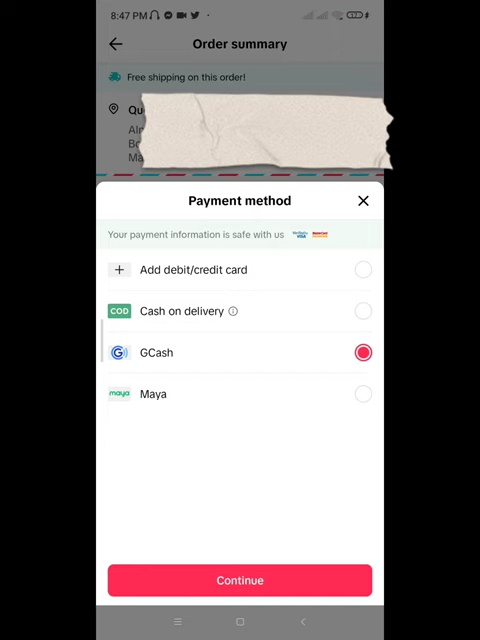 8:47 PM
Order summary
Free shipping on this order!
Your payment information is safe with us
Payment method
Add debit/credit card
COD Cash on delivery
GCash
maya Maya
Continue